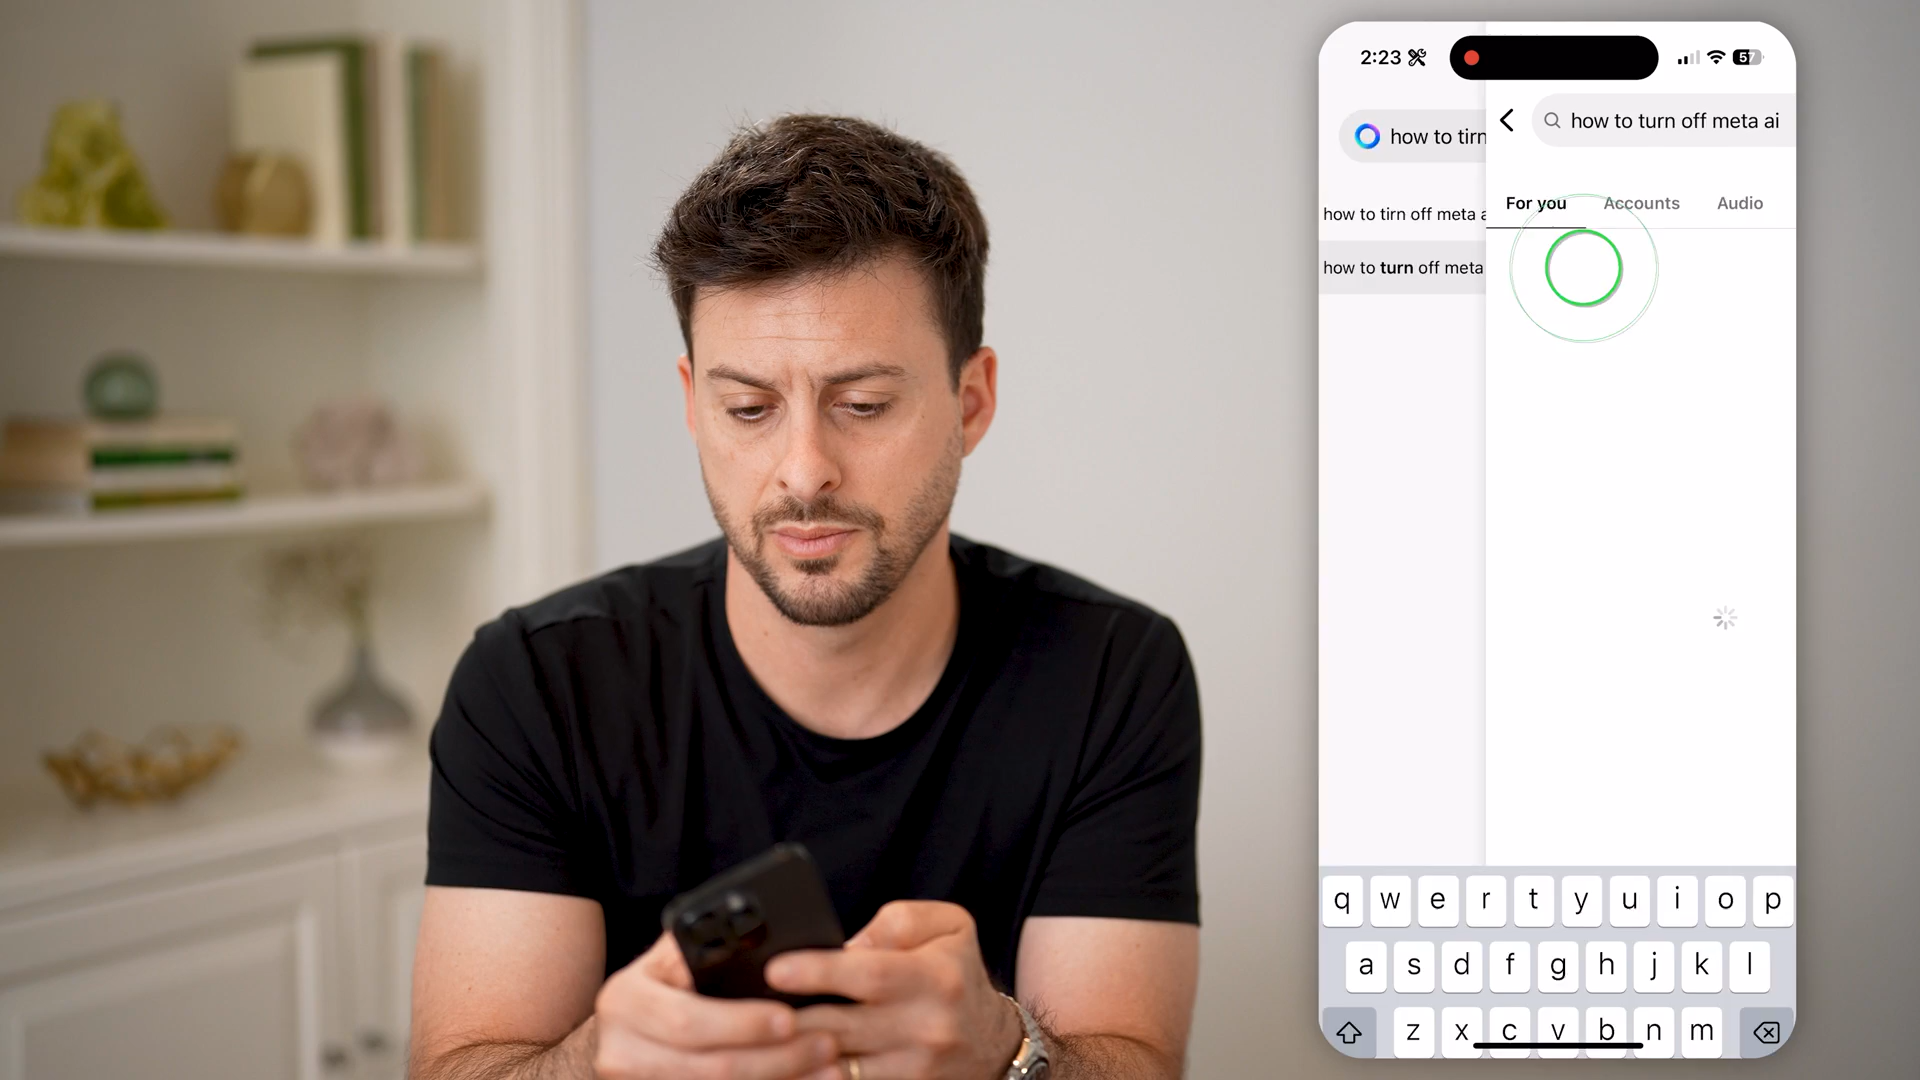 2:23
57
how to tirn
how to turn off meta ai
For you Accounts Audio
how to tirn off meta a
how to turn off meta
q w e r t y u i o p
a s d f g h j k l
z x c v b n m